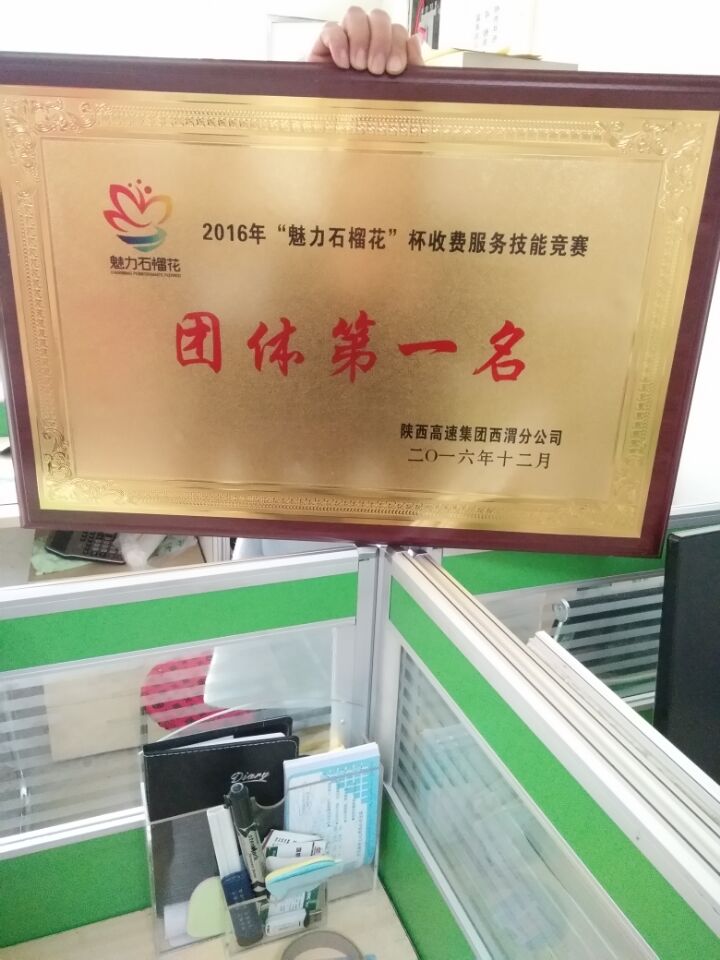 2016年“魅力石榴花”杯收费服务技能竞赛
魅力石榴花
团体第一名
陕西高速集团西渭分公司
二〇一六年十二月
Diary